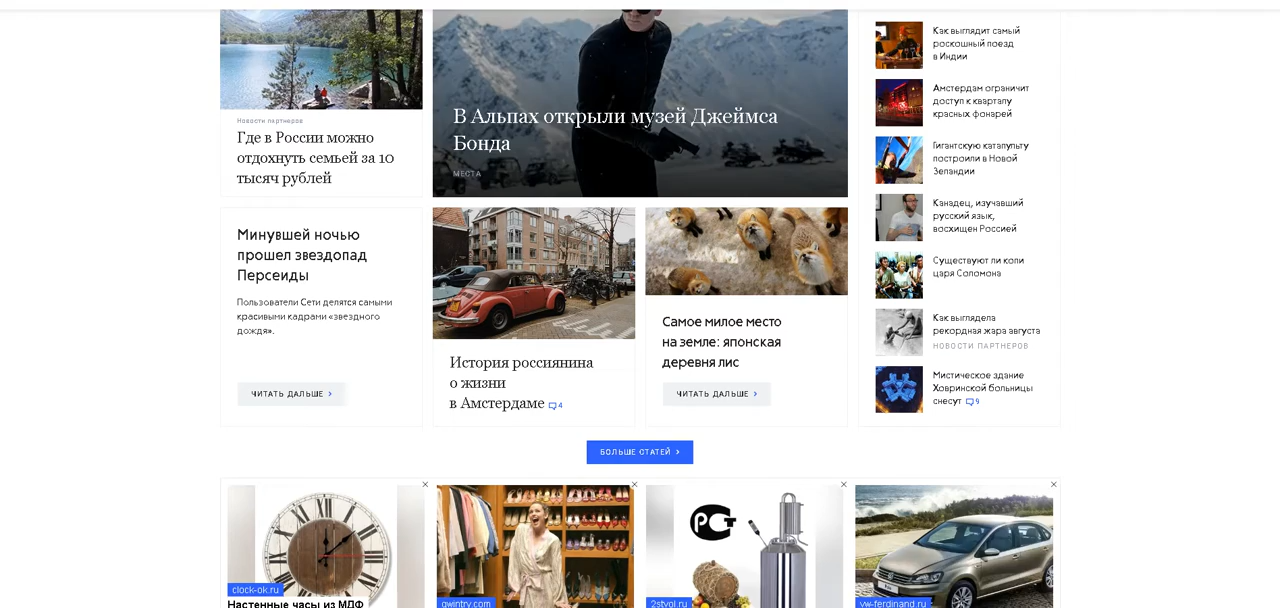 Новости партнеров
Где в России можно
отдохнуть семьей за 10
тысяч рублей
В Альпах открыли музей Джеймса
Бонда
МЕСТА
Минувшей ночью
прошел звездопад
Персеиды
Пользователи Сети делятся самыми
красивыми кадрами «звездного
дождя».
ЧИТАТЬ ДАЛЬШЕ
История россиянина
о жизни
в Амстердаме 4
Самое милое место
на земле: японская
деревня лис
ЧИТАТЬ ДАЛЬШЕ
Как выглядит самый
роскошный поезд
в Индии
Амстердам ограничит
доступ к кварталу
красных фонарей
Гигантскую катапульту
построили в Новой
Зеландии
Канадец, изучавший
русский язык,
восхищен Россией
Существуют ли копи
царя Соломона
Как выглядела
рекордная жара августа
НОВОСТИ ПАРТНЕРОВ
Мистическое здание
Ховринской больницы
снесут 9
БОЛЬШЕ СТАТЕЙ
clock-ok.ru
Настенные часы из МДФ
qwintry.com
РСТ
2stvol.ru
vw-ferdinand.ru